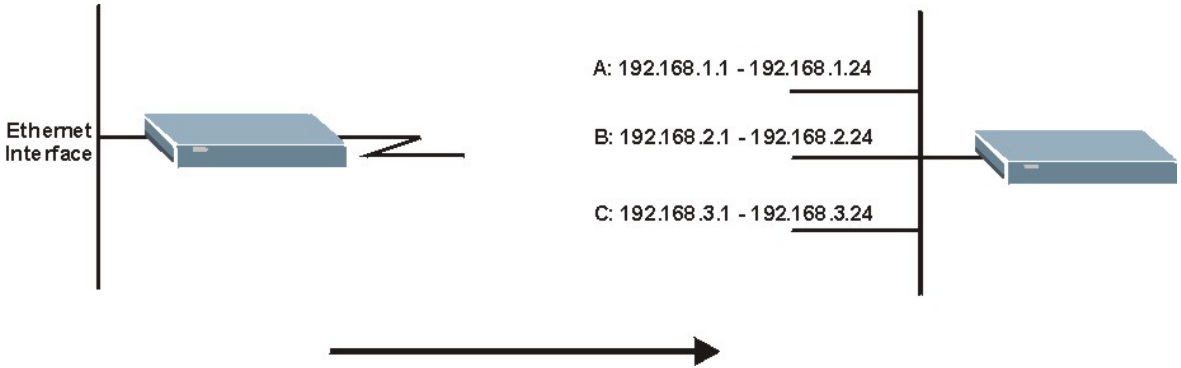 Ethernet
Interface
A: 192.168.1.1 - 192.168.1.24
B: 192.168.2.1 - 192.168.2.24
C: 192.168.3.1 - 192.168.3.24